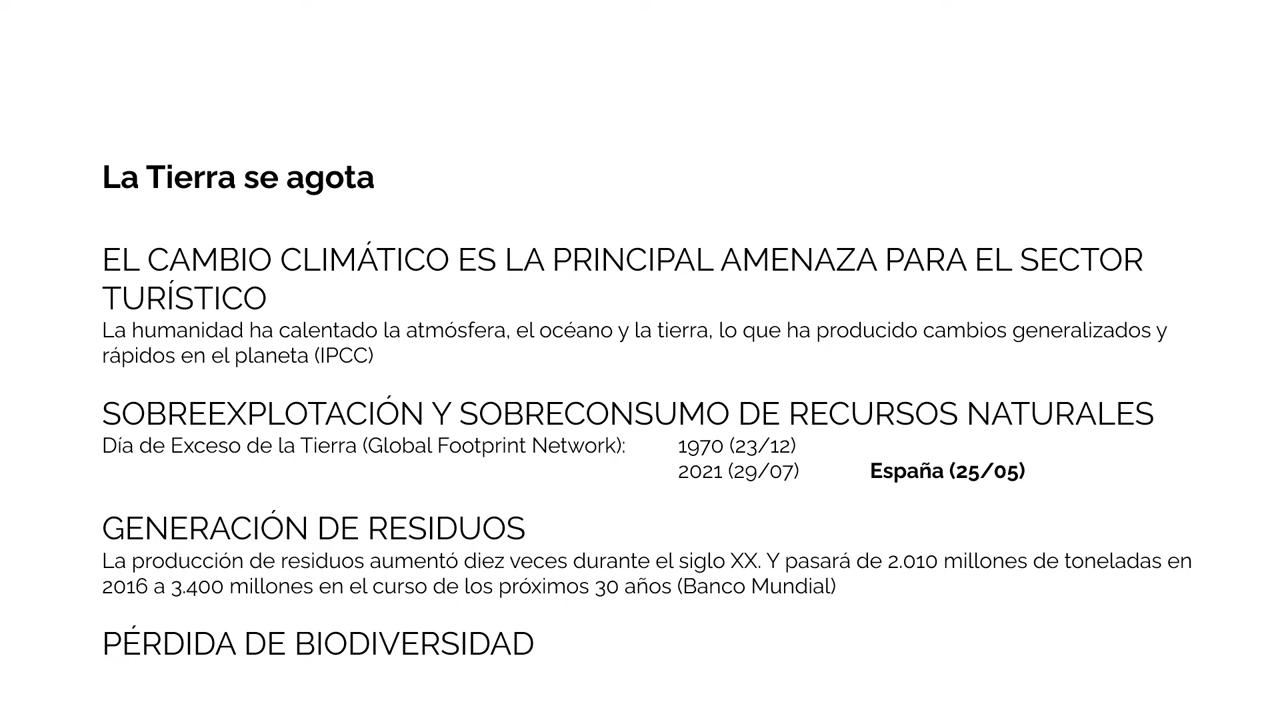 La Tierra se agota
EL CAMBIO CLIMÁTICO ES LA PRINCIPAL AMENAZA PARA EL SECTOR
TURÍSTICO
La humanidad ha calentado la atmósfera, el océano y la tierra, lo que ha producido cambios generalizados y
rápidos en el planeta (IPCC)
SOBREEXPLOTACIÓN Y SOBRECONSUMO DE RECURSOS NATURALES
Día de Exceso de la Tierra (Global Footprint Network): 1970 (23/12)
2021 (29/07) España (25/05)
GENERACIÓN DE RESIDUOS
La producción de residuos aumentó diez veces durante el siglo XX. Y pasará de 2.010 millones de toneladas en
2016 a 3.400 millones en el curso de los próximos 30 años (Banco Mundial)
PÉRDIDA DE BIODIVERSIDAD